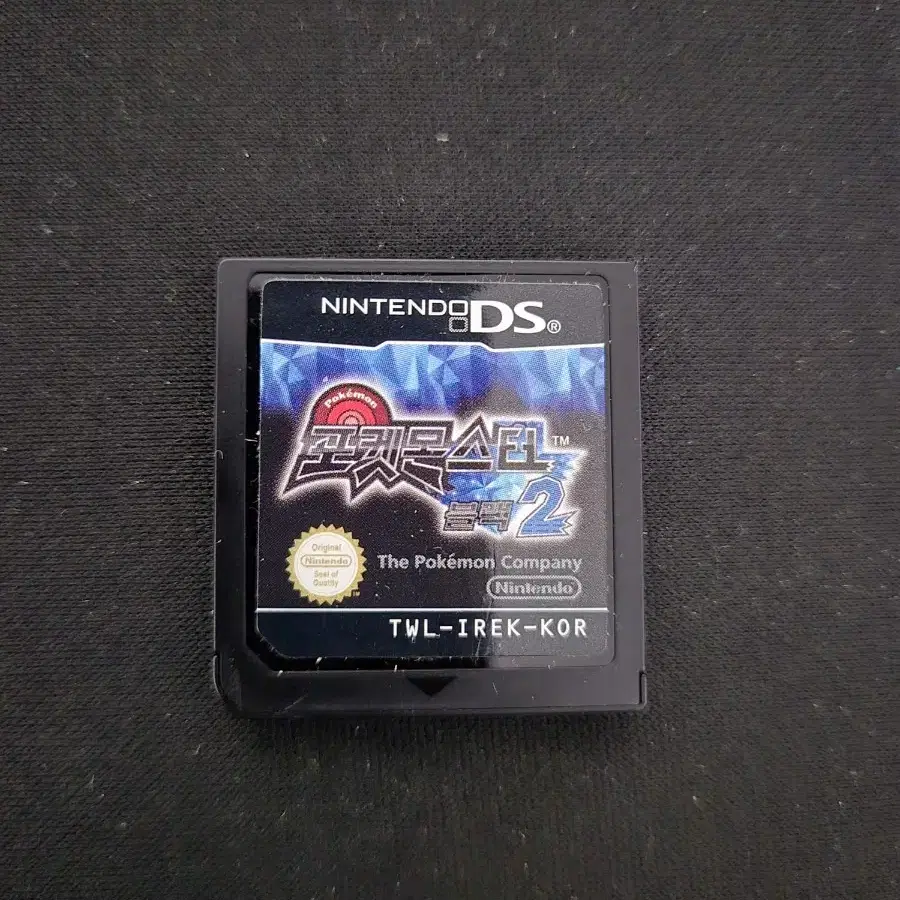 NINTENDO DS®
Pokémon
포켓몬스터™
블랙2
Original
Nintendo
Seal of
Quality
TM
The Pokémon Company
Nintendo
TWL-IREK-KOR